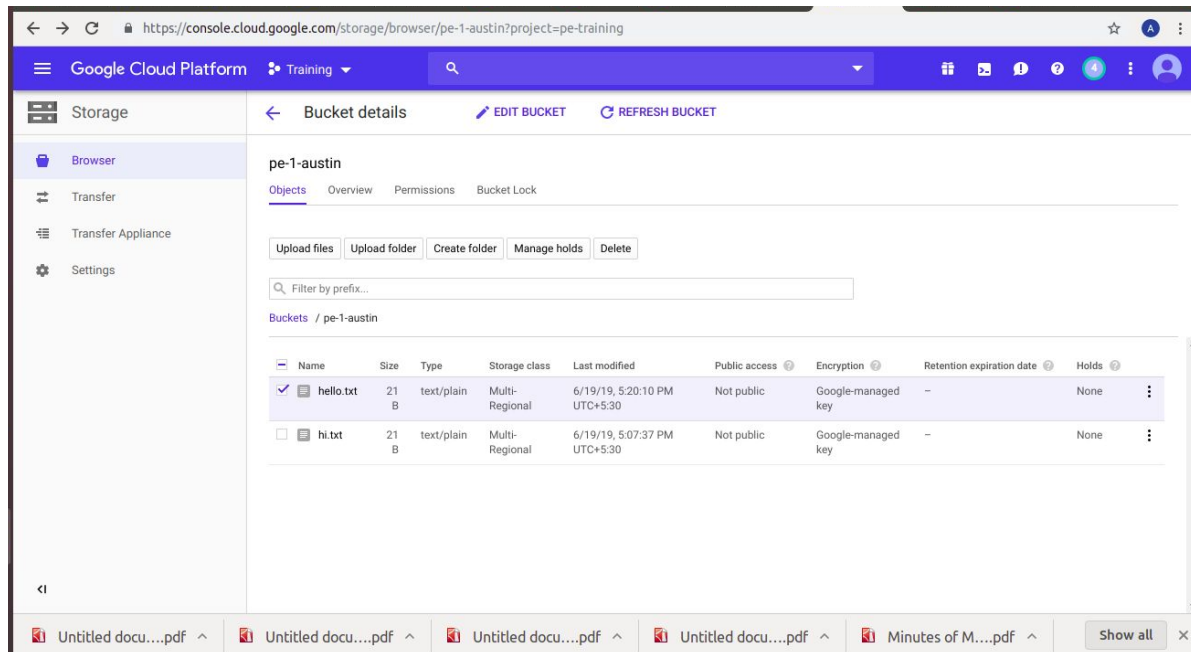 https://console.cloud.google.com/storage/browser/pe-1-austin?project=pe-training
A
Google Cloud Platform Training
4
Storage
Bucket details EDIT BUCKET REFRESH BUCKET
Browser
Transfer
Transfer Appliance
Settings
pe-1-austin
Objects Overview Permissions Bucket Lock
Upload files Upload folder Create folder Manage holds Delete
Filter by prefix...
Buckets / pe-1-austin
Name Size Type Storage class Last modified Public access Encryption Retention expiration date Holds
hello.txt 21 text/plain Multi- 6/19/19, 5:20:10 PM Not public Google-managed – None
B Regional UTC+5:30 key
hi.txt 21 text/plain Multi- 6/19/19, 5:07:37 PM Not public Google-managed – None
B Regional UTC+5:30 key
Untitled docu....pdf Untitled docu....pdf Untitled docu....pdf Untitled docu....pdf Minutes of M....pdf Show all